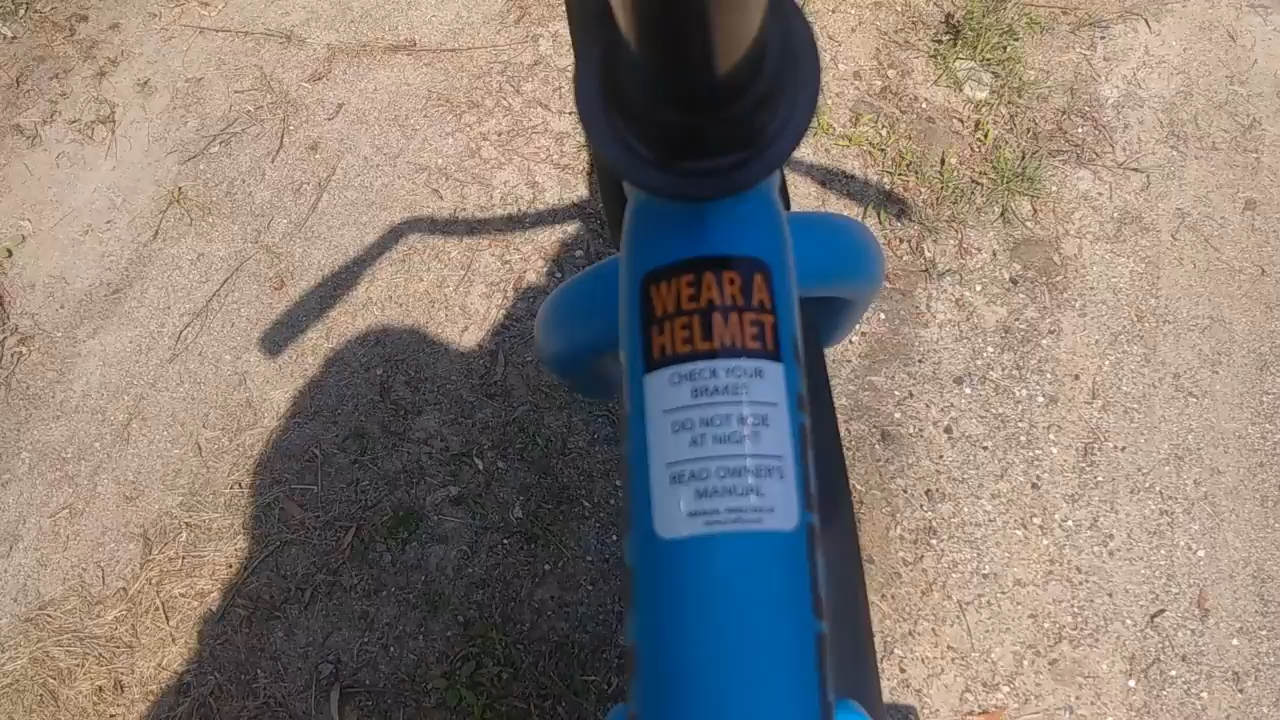 WEAR A
HELMET
CHECK YOUR
BRAKES
DO NOT RIDE
AT NIGHT
READ OWNER'S
MANUAL